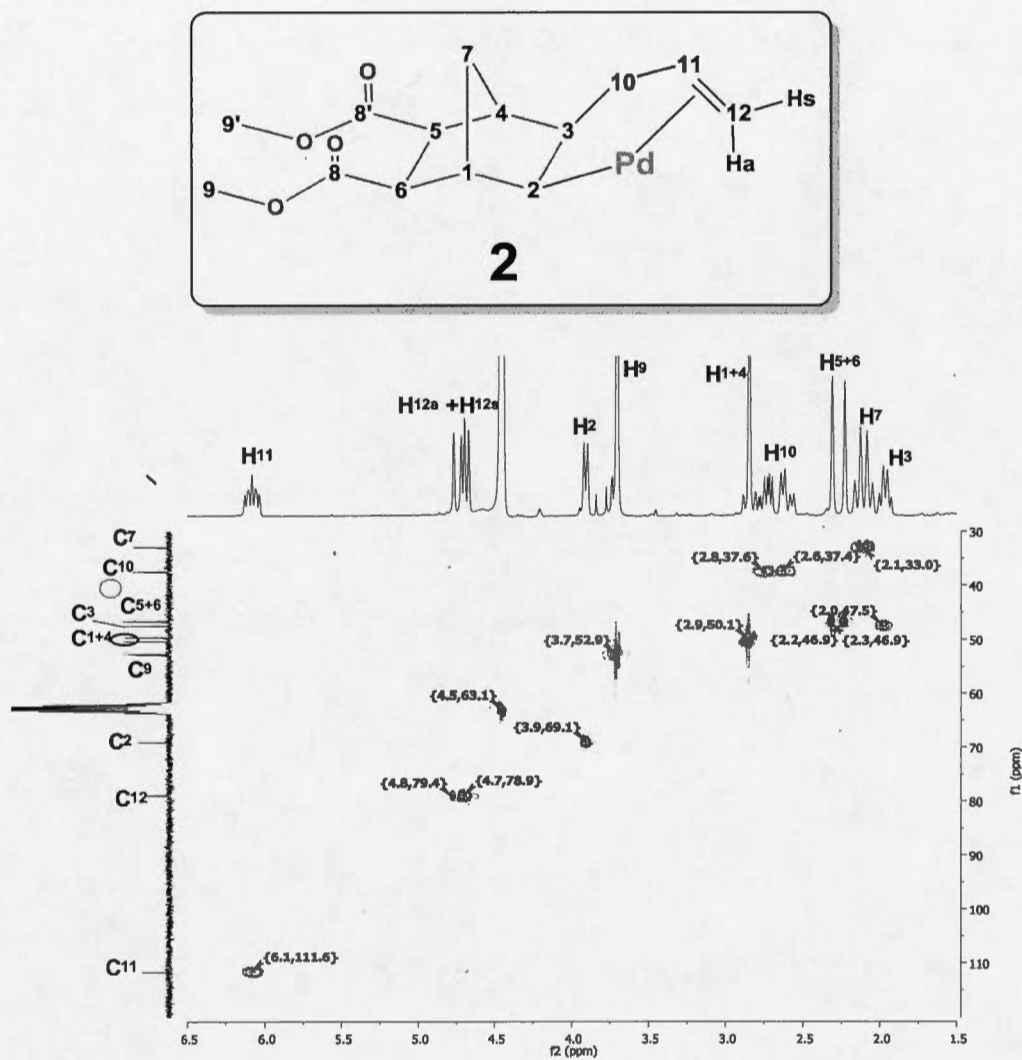 7
O
8'
9'
O
O
8
9
O
5
4
3
10
11
12
Hs
Ha
6
1
2
Pd
2
H11
H12a + H12s
H2
H9
H1+4
H10
H5+6
H7
H3
C7
C10
C3
C5+6
C1+4
C9
C2
C12
C11
{2.8,37.6}
{2.6,37.4}
{2.1,33.0}
{3.7,52.9}
{2.9,50.1}
{2.0,47.5}
{2.2,46.9}
{2.3,46.9}
{4.5,63.1}
{3.9,69.1}
{4.8,79.4}
{4.7,78.9}
{6.1,111.6}
30
40
50
60
70
80
90
100
110
f1 (ppm)
6.5 6.0 5.5 5.0 4.5 4.0 3.5 3.0 2.5 2.0 1.5
f2 (ppm)